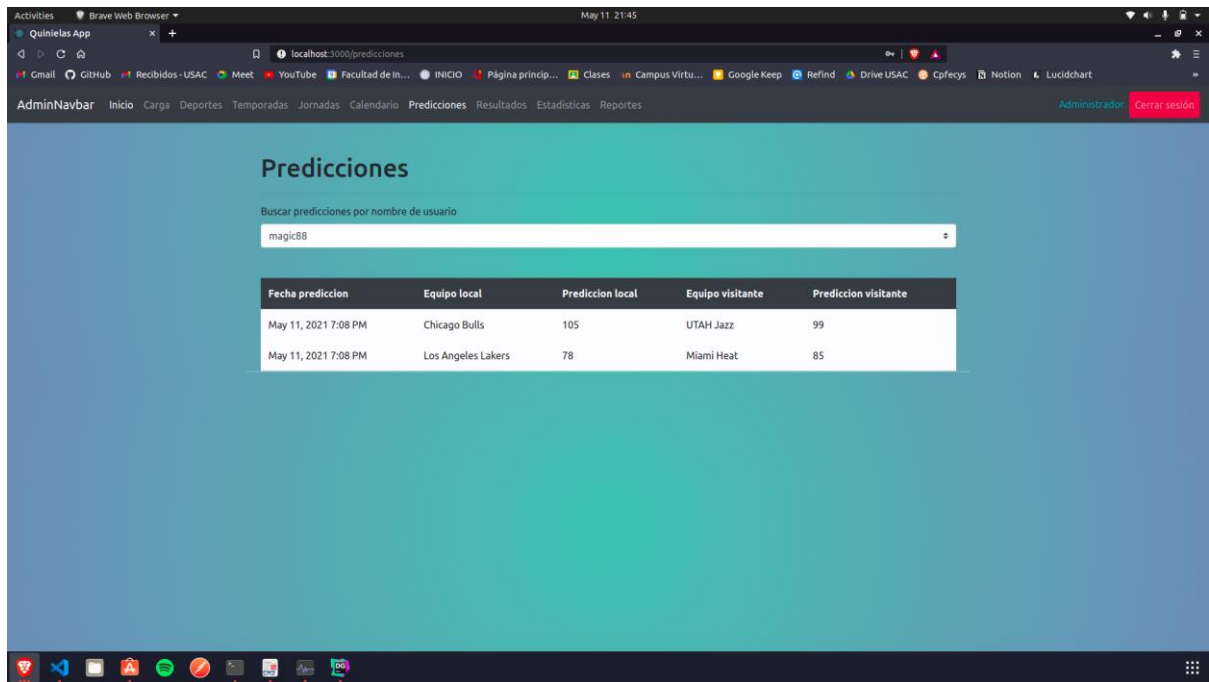 Activities Brave Web Browser May 11 21:45
Quinielas App
localhost:3000/predicciones
Gmail GitHub Recibidos - USAC Meet YouTube Facultad de In... INICIO Página princip... Clases Campus Virtu... Google Keep Refind Drive USAC Cpfecys Notion Lucidchart »
AdminNavbar Inicio Carga Deportes Temporadas Jornadas Calendario Predicciones Resultados Estadisticas Reportes Administrador Cerrar sesión
Predicciones
Buscar predicciones por nombre de usuario
magic88
Fecha prediccion Equipo local Prediccion local Equipo visitante Prediccion visitante
May 11, 2021 7:08 PM Chicago Bulls 105 UTAH Jazz 99
May 11, 2021 7:08 PM Los Angeles Lakers 78 Miami Heat 85
DG